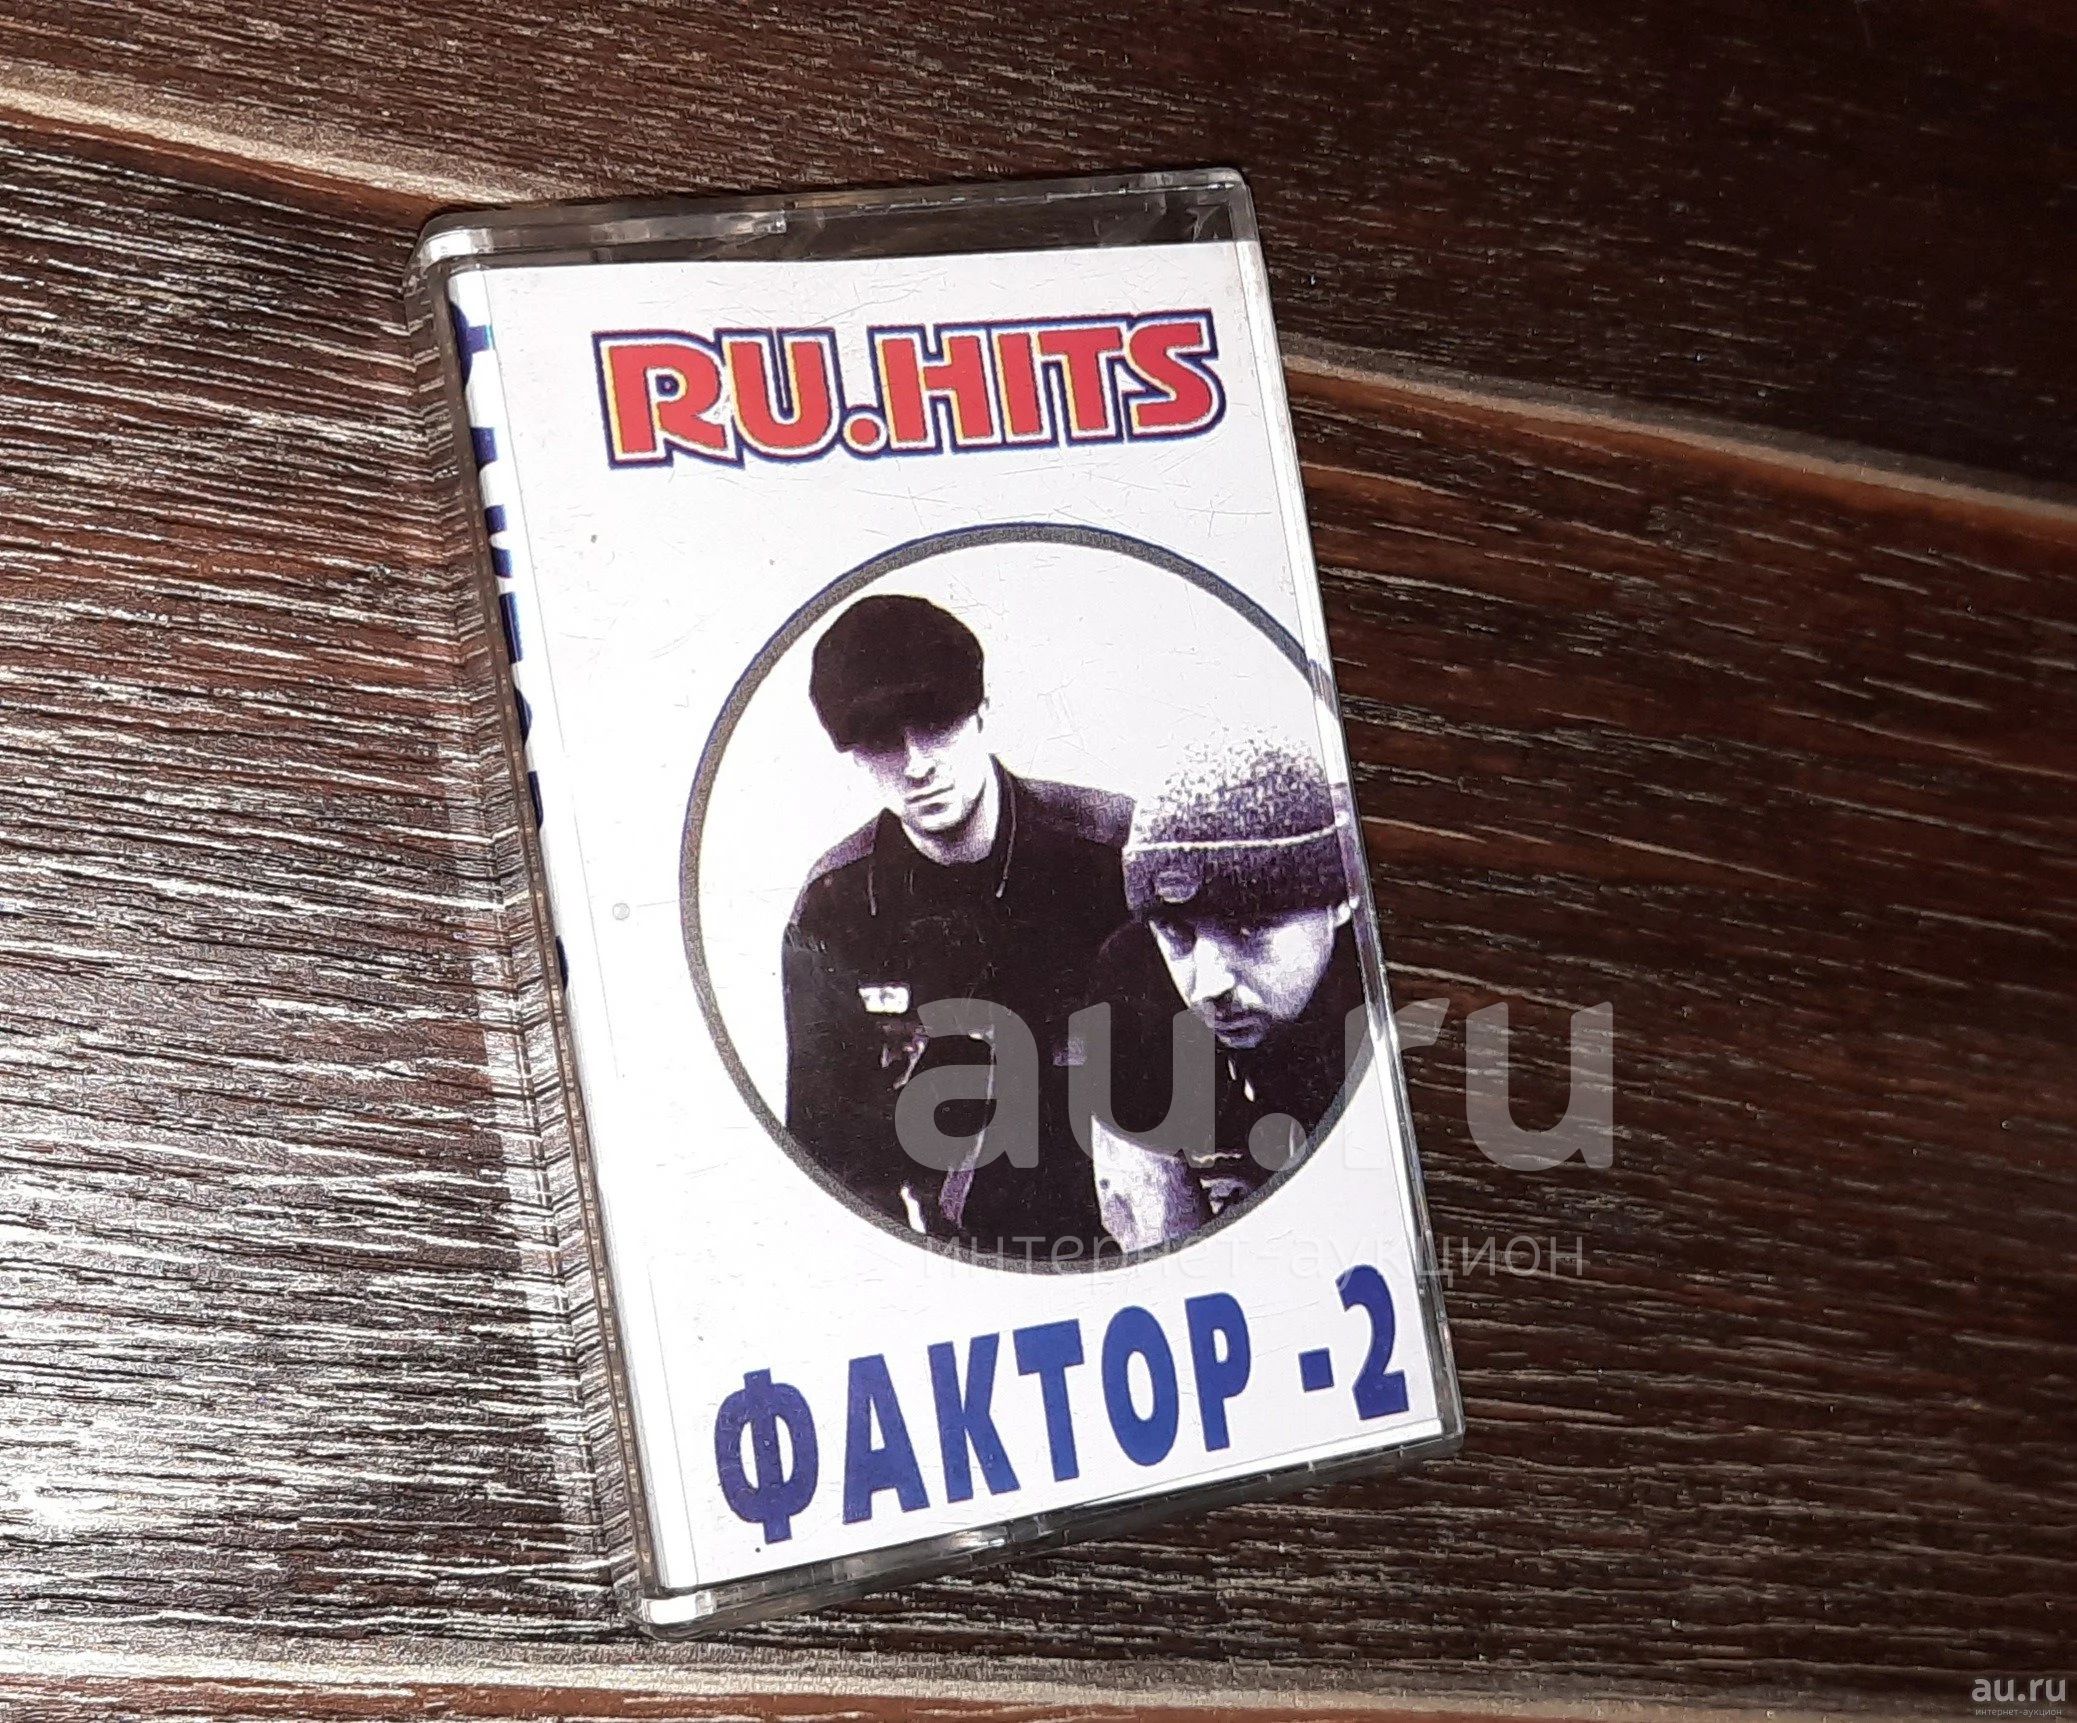 RU.HITS
au.ru
интернет-аукцион
ФАКТОР -2
au.ru
интернет-аукцион